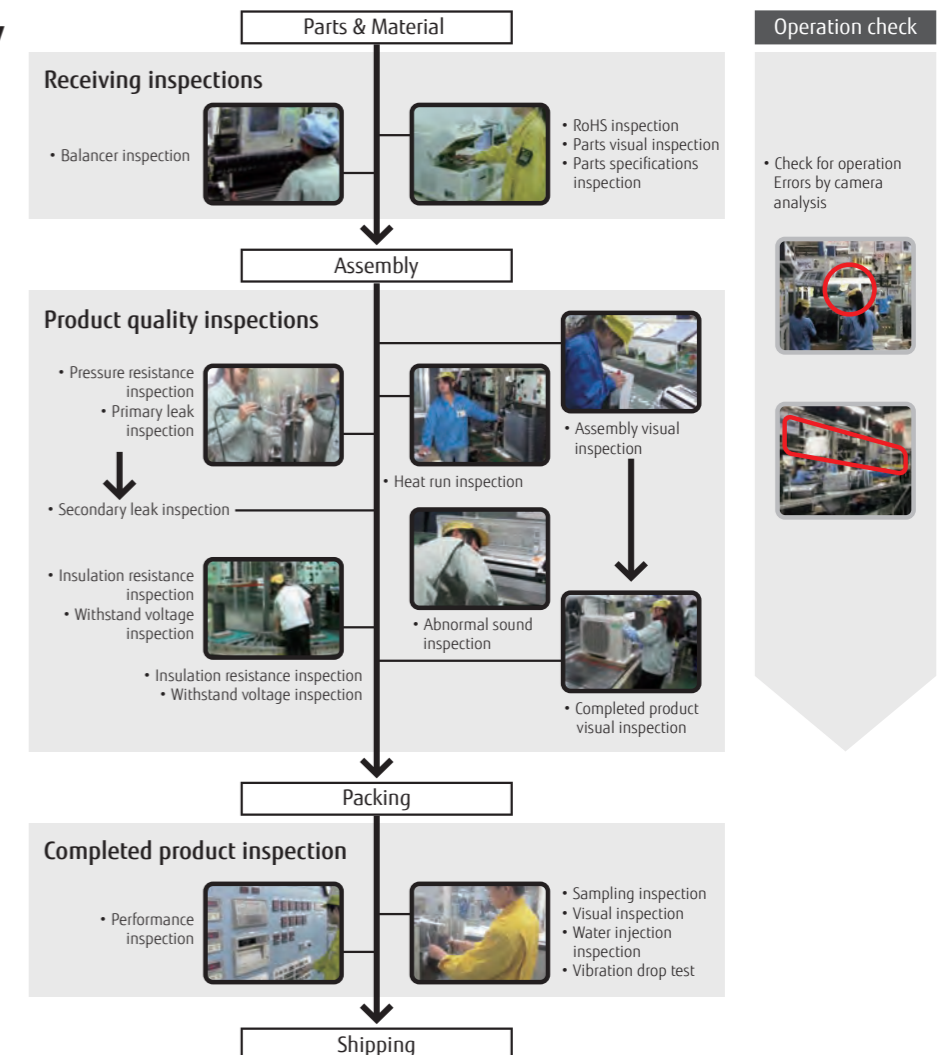 Parts & Material
Operation check
Receiving inspections
• Balancer inspection
• RoHS inspection
• Parts visual inspection
• Parts specifications
inspection
• Check for operation
Errors by camera
analysis
Assembly
Product quality inspections
• Pressure resistance
inspection
• Primary leak
inspection
• Secondary leak inspection
• Heat run inspection
• Assembly visual
inspection
• Insulation resistance
inspection
• Withstand voltage
inspection
• Insulation resistance inspection
• Withstand voltage inspection
• Abnormal sound
inspection
• Completed product
visual inspection
Packing
Completed product inspection
• Performance
inspection
• Sampling inspection
• Visual inspection
• Water injection
inspection
• Vibration drop test
Shipping